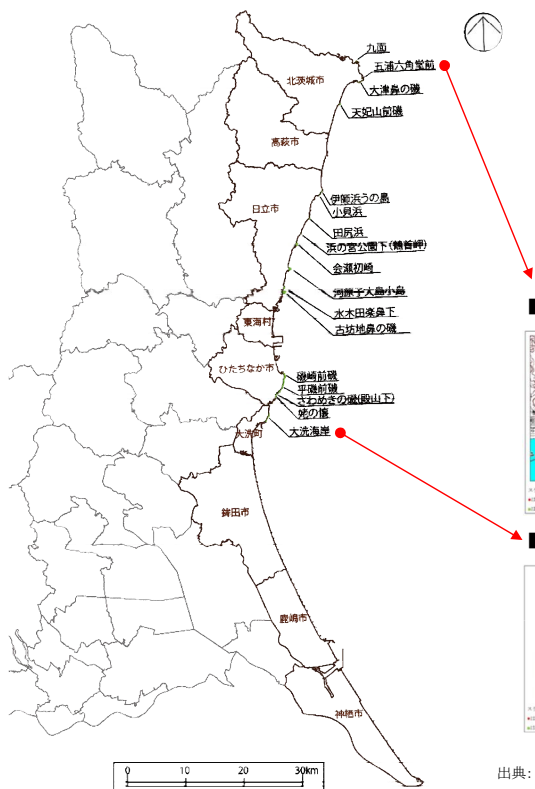 九面
五浦六角堂前
北茨城市
大津鼻の磯
天妃山前磯
高萩市
伊師浜うの島
小貝浜
日立市
田尻浜
浜の宮公園下(鶴首岬)
会瀬初崎
河原子大島小島
水木田楽鼻下
古坊地鼻の磯
東海村
ひたちなか市
磯崎前磯
平磯前磯
さわめきの磯(殿山下)
姥の懐
大洗町
大洗海岸
鉾田市
鹿嶋市
神栖市
0 10 20 30km
出典: